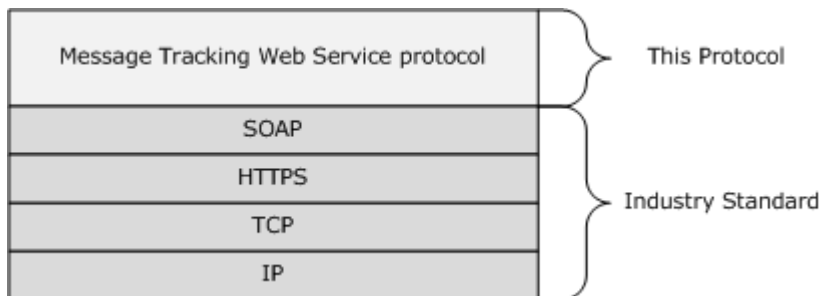 Message Tracking Web Service protocol
This Protocol
SOAP
HTTPS
TCP
IP
Industry Standard